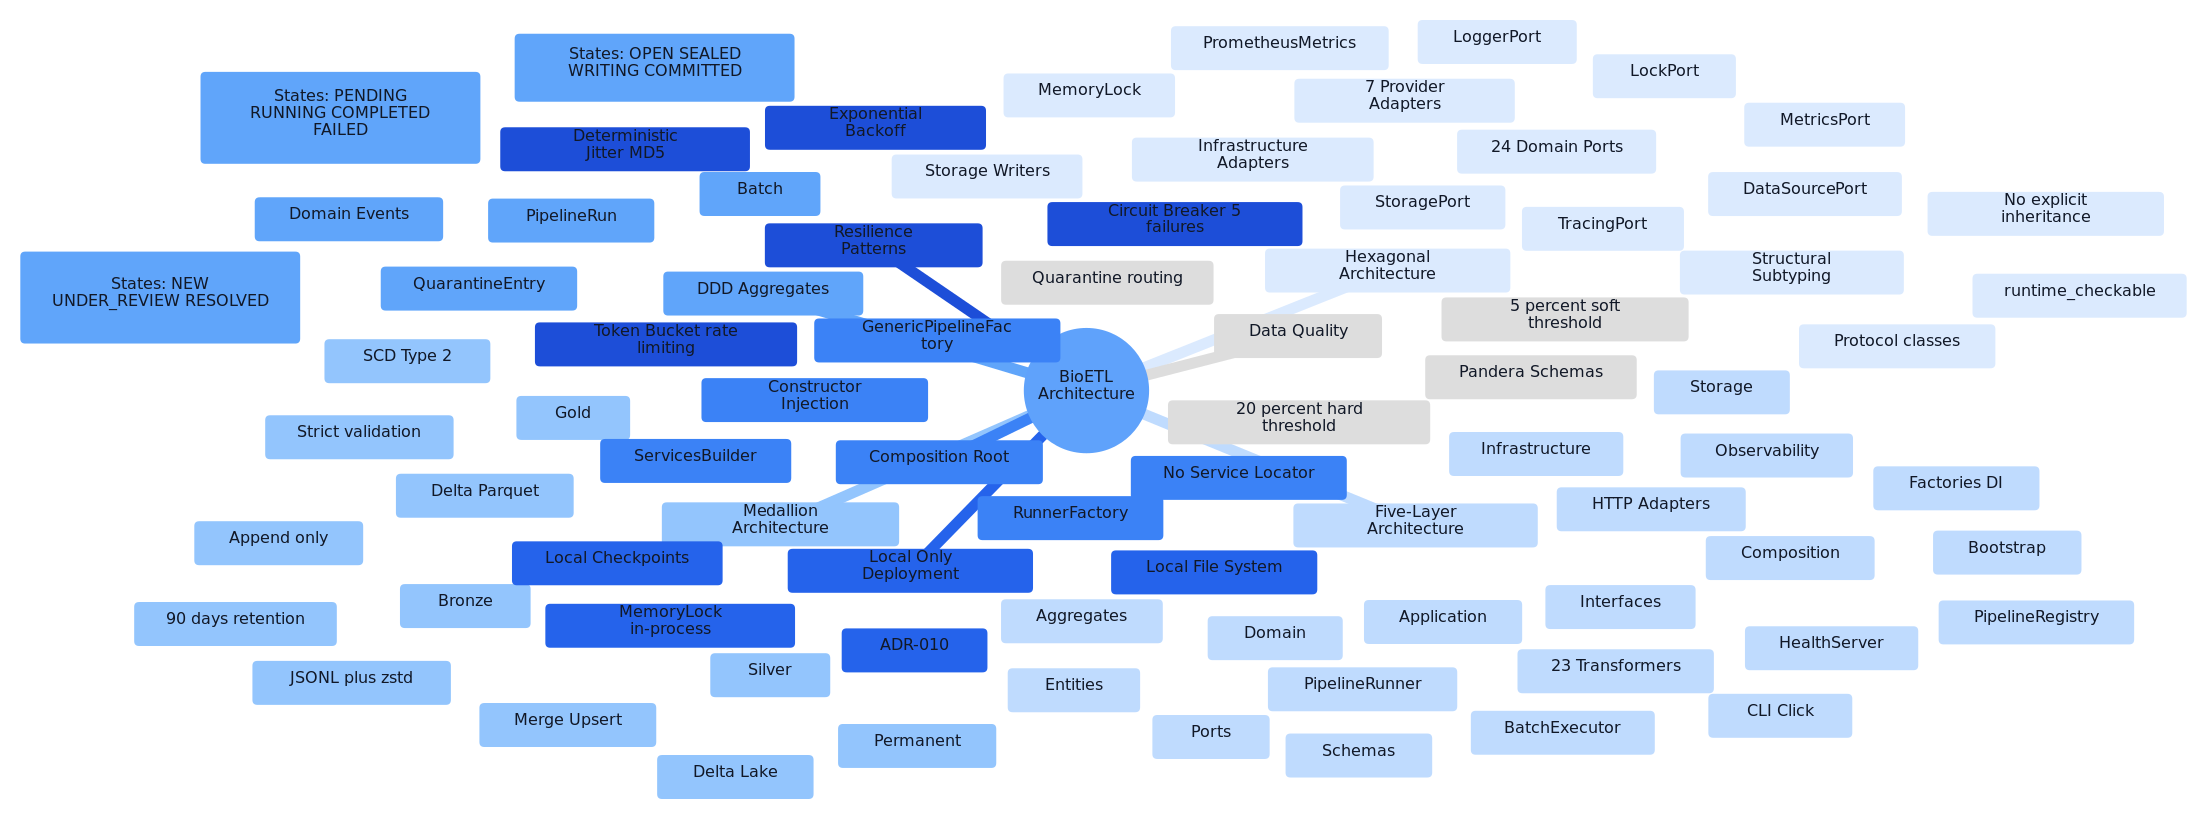 PrometheusMetrics
LoggerPort
States: OPEN SEALED
WRITING COMMITTED
LockPort
MemoryLock
7 Provider
Adapters
States: PENDING
RUNNING COMPLETED
FAILED
Exponential
Backoff
MetricsPort
Deterministic
Jitter MD5
Infrastructure
Adapters
24 Domain Ports
Storage Writers
Batch
DataSourcePort
StoragePort
No explicit
inheritance
Domain Events
PipelineRun
Circuit Breaker 5
failures
TracingPort
Resilience
Patterns
Hexagonal
Architecture
Structural
Subtyping
Quarantine routing
States: NEW
UNDER_REVIEW RESOLVED
QuarantineEntry
DDD Aggregates
runtime_checkable
5 percent soft
threshold
Token Bucket rate
limiting
GenericPipelineFac
tory
Data Quality
Protocol classes
SCD Type 2
BioETL
Architecture
Pandera Schemas
Storage
Constructor
Injection
Gold
20 percent hard
threshold
Strict validation
ServicesBuilder
Composition Root
Infrastructure
Observability
No Service Locator
Factories DI
Delta Parquet
Medallion
Architecture
RunnerFactory
Five-Layer
Architecture
HTTP Adapters
Append only
Local Checkpoints
Local Only
Deployment
Local File System
Composition
Bootstrap
Bronze
90 days retention
MemoryLock
in-process
Aggregates
Domain
Application
Interfaces
PipelineRegistry
ADR-010
HealthServer
JSONL plus zstd
Silver
Entities
PipelineRunner
23 Transformers
Merge Upsert
Permanent
Ports
Schemas
BatchExecutor
CLI Click
Delta Lake